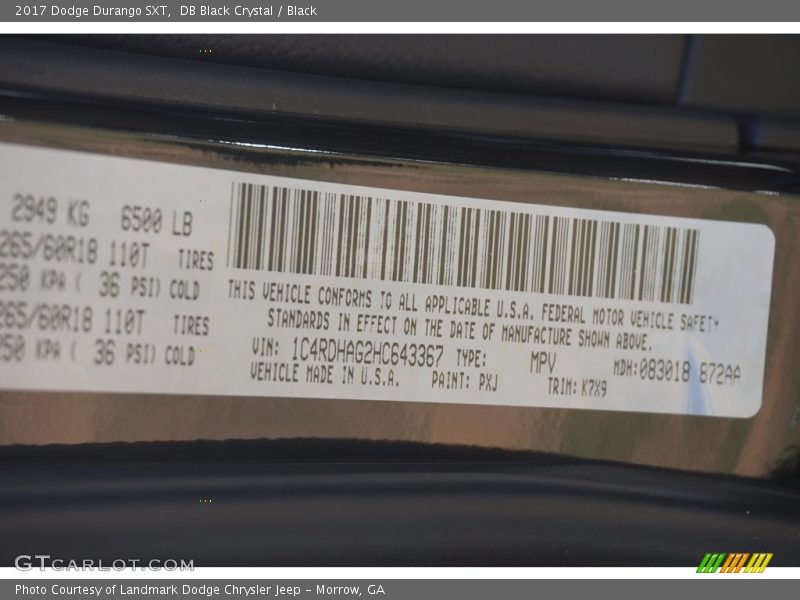 2017 Dodge Durango SXT, DB Black Crystal / Black
2949 KG 6500 LB
265/60R18 110T TIRES
250 KPA ( 36 PSI) COLD
265/60R18 110T TIRES
250 KPA ( 36 PSI) COLD
THIS VEHICLE CONFORMS TO ALL APPLICABLE U.S.A. FEDERAL MOTOR VEHICLE SAFETY
STANDARDS IN EFFECT ON THE DATE OF MANUFACTURE SHOWN ABOVE.
VIN: 1C4RDHAG2HC643367 TYPE: MPV MDH:083018 672AA
VEHICLE MADE IN U.S.A. PAINT: PXJ TRIM: K7X9
GTCARLOT.COM
Photo Courtesy of Landmark Dodge Chrysler Jeep - Morrow, GA